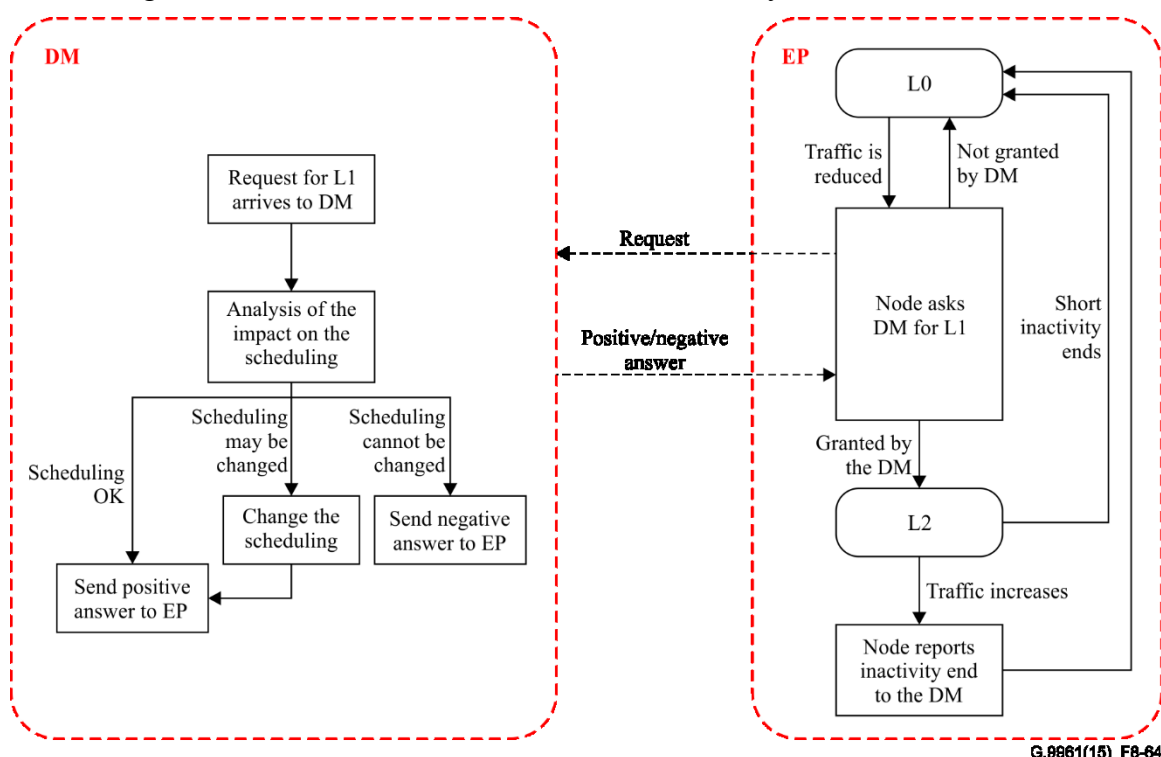 DM
Request for L1
arrives to DM
Analysis of the
impact on the
scheduling
Scheduling
OK
Scheduling
may be
changed
Scheduling
cannot be
changed
Change the
scheduling
Send negative
answer to EP
Send positive
answer to EP
Request
Positive/negative
answer
EP
L0
Traffic is
reduced
Not granted
by DM
Node asks
DM for L1
Short
inactivity
ends
Granted by
the DM
L2
Traffic increases
Node reports
inactivity end
to the DM
G.9961(15)_F8-64